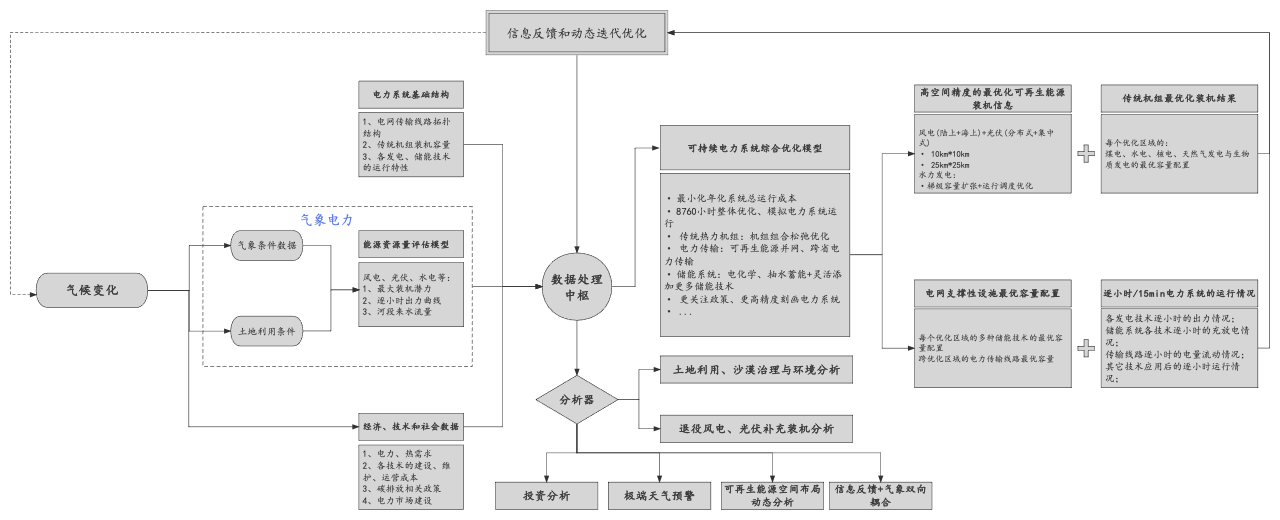 信息反馈和动态迭代优化
电力系统基础结构
1、电网传输线路拓扑
结构
2、传统机组装机容量
3、各发电、储能技术
的运行特性
气象电力
气象条件数据
土地利用条件
能源资源量评估模型
风电、光伏、水电等:
1、最大装机潜力
2、逐小时出力曲线
3、河段来水流量
气候变化
经济、技术和社会数据
1、电力、热需求
2、各技术的建设、维
护、运营成本
3、碳排放相关政策
4、电力市场建设
数据处理
中枢
分析器
可持续电力系统综合优化模型
• 最小化年化系统总运行成本
• 8760小时整体优化、模拟电力系统运
行
• 传统热力机组: 机组组合松弛优化
• 电力传输: 可再生能源并网、跨省电
力传输
• 储能系统: 电化学、抽水蓄能+灵活添
加更多储能技术
• 更关注政策、更高精度刻画电力系统
• ...
土地利用、沙漠治理与环境分析
退役风电、光伏补充装机分析
投资分析
极端天气预警
可再生能源空间布局
动态分析
信息反馈+气象双向
耦合
高空间精度的最优化可再生能源
装机信息
风电(陆上+海上)+光伏(分布式+集中
式)
• 10km*10km
• 25km*25km
水力发电:
• 梯级容量扩张+运行调度优化
传统机组最优化装机结果
每个优化区域的:
煤电、水电、核电、天然气发电与生物
质发电的最优容量配置
电网支撑性设施最优容量配置
每个优化区域的多种储能技术的最优容
量配置
跨优化区域的电力传输线路最优容量
逐小时/15min电力系统的运行情况
各发电技术逐小时的出力情况;
储能系统各技术逐小时的充放电情
况;
传输线路逐小时的电量流动情况;
其它技术应用后的逐小时运行情
况;